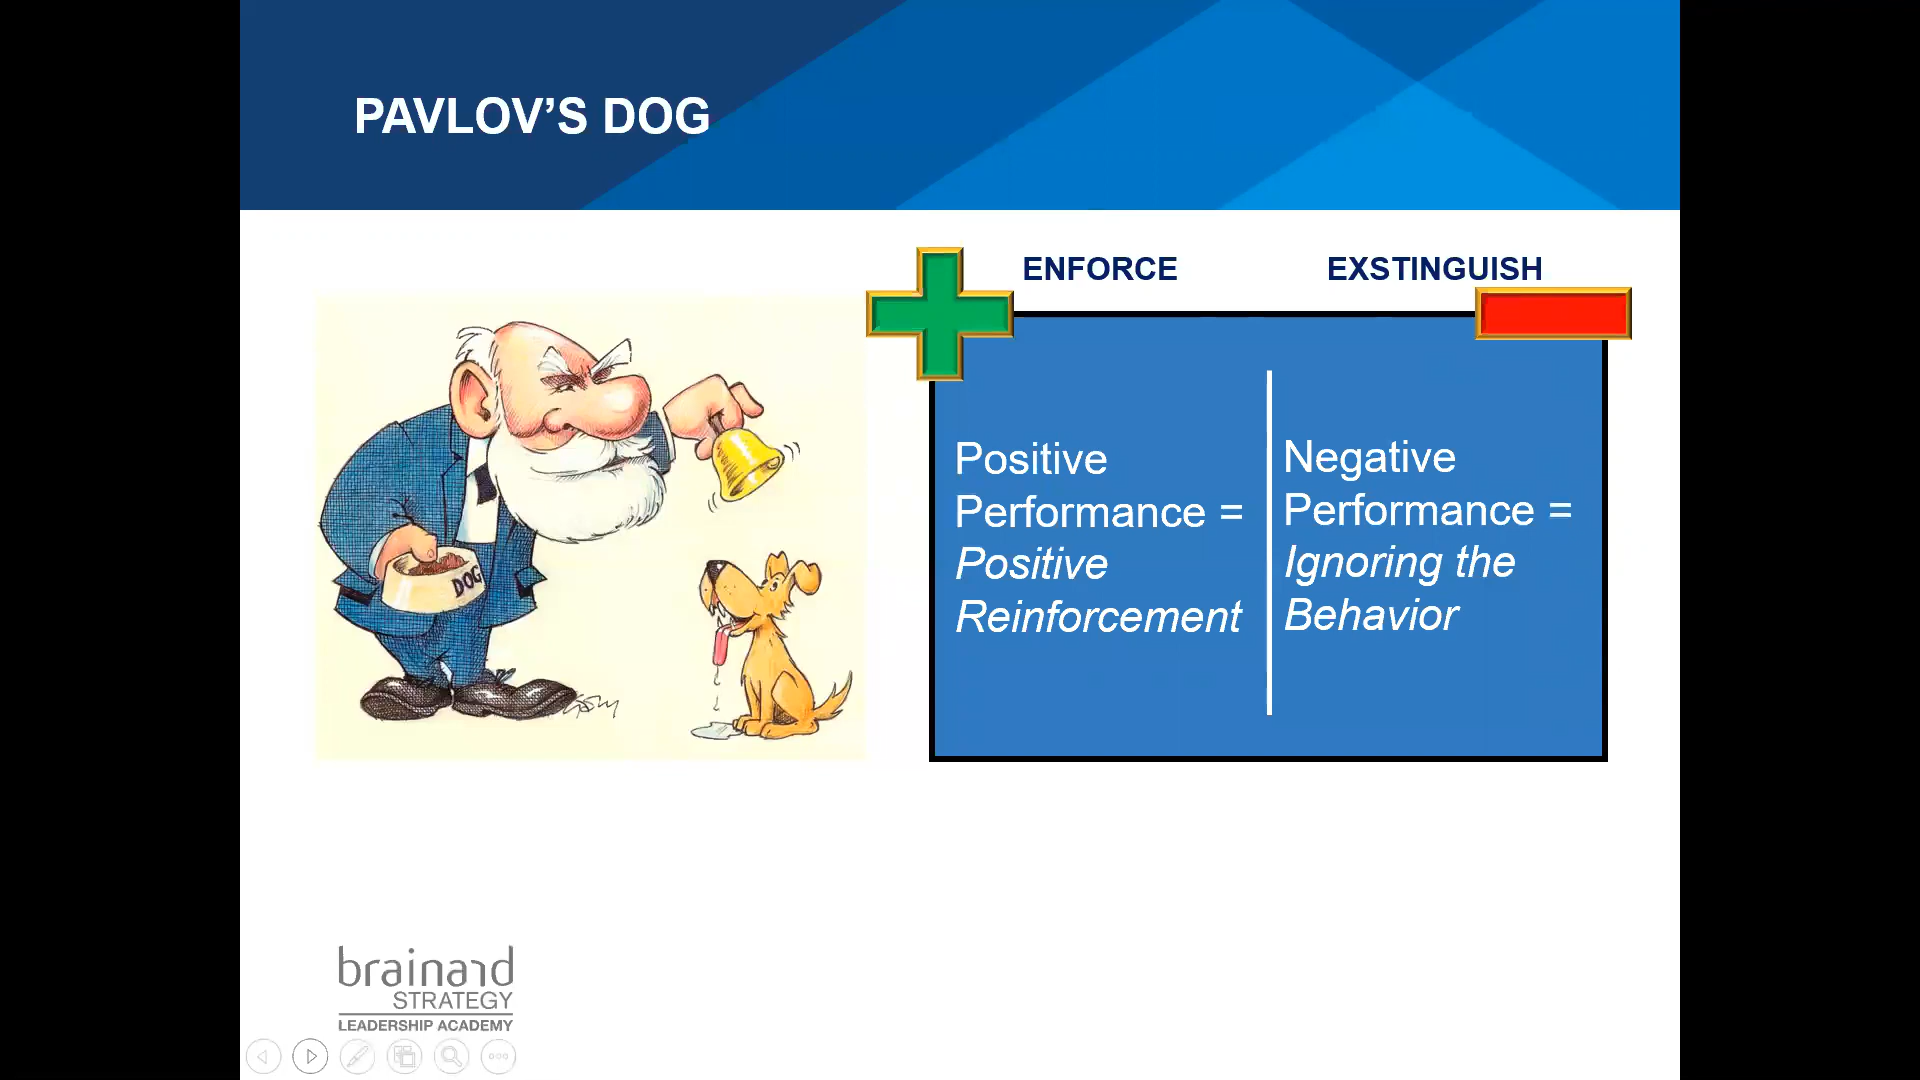 PAVLOV’S DOG
ENFORCE
EXSTINGUISH
DOG
Positive
Performance =
Positive
Reinforcement
Negative
Performance =
Ignoring the
Behavior
brainard
STRATEGY
LEADERSHIP ACADEMY